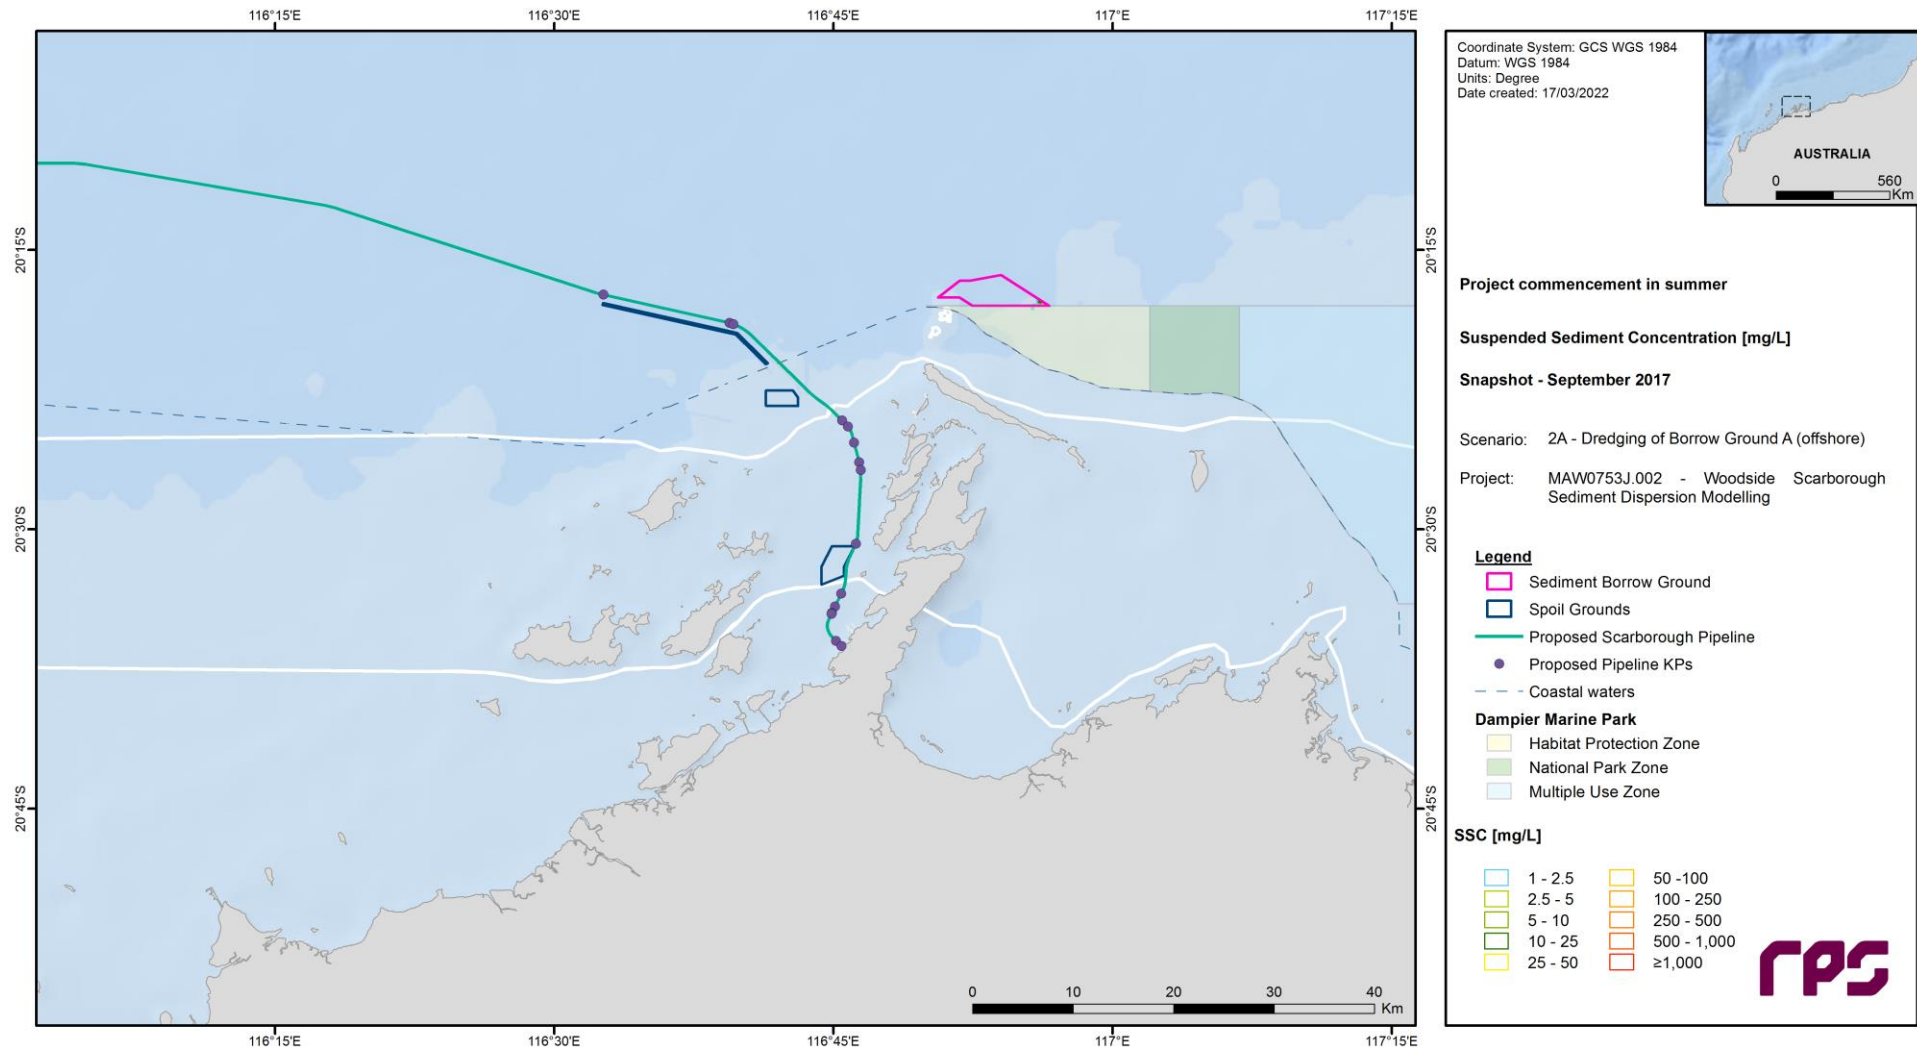 116°15'E 116°30'E 116°45'E 117°E 117°15'E
20°15'S 20°15'S
20°30'S 20°30'S
20°45'S 20°45'S
0 10 20 30 40
Km
116°15'E 116°30'E 116°45'E 117°E 117°15'E
Coordinate System: GCS WGS 1984
Datum: WGS 1984
Units: Degree
Date created: 17/03/2022
AUSTRALIA
0 560
Km
Project commencement in summer
Suspended Sediment Concentration [mg/L]
Snapshot - September 2017
Scenario: 2A - Dredging of Borrow Ground A (offshore)
Project: MAW0753J.002 - Woodside Scarborough
Sediment Dispersion Modelling
Legend
Sediment Borrow Ground
Spoil Grounds
Proposed Scarborough Pipeline
Proposed Pipeline KPs
Coastal waters
Dampier Marine Park
Habitat Protection Zone
National Park Zone
Multiple Use Zone
SSC [mg/L]
1 - 2.5 50 -100
2.5 - 5 100 - 250
5 - 10 250 - 500
10 - 25 500 - 1,000
25 - 50 ≥1,000
rps